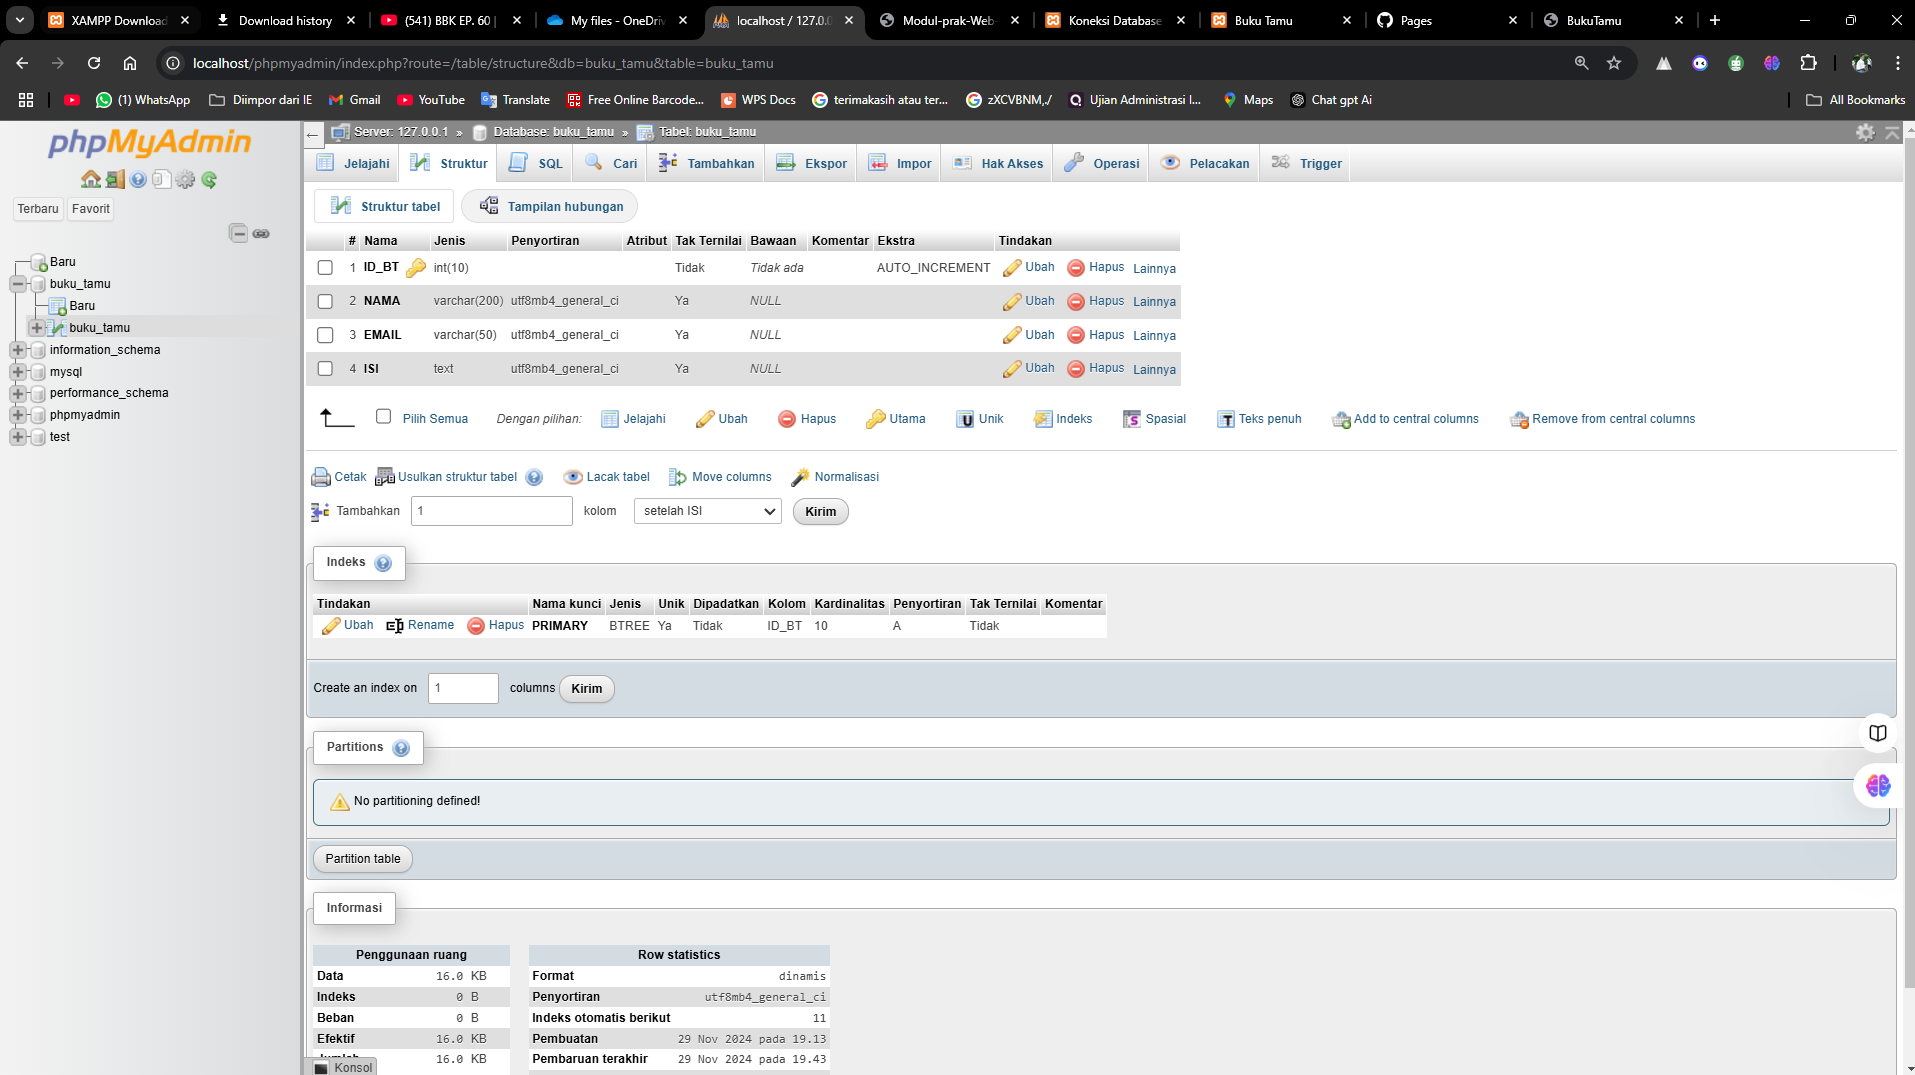 XAMPP Download
Download history
(541) BBK EP. 60 |
My files - OneDriv
localhost / 127.0.0
Modul-prak-Web-
Koneksi Database
Buku Tamu
Pages
BukuTamu
localhost/phpmyadmin/index.php?route=/table/structure&db=buku_tamu&table=buku_tamu
(1) WhatsApp
Diimpor dari IE
Gmail
YouTube
Translate
Free Online Barcode...
WPS Docs
terimakasih atau ter...
zXCVBNM,./
Ujian Administrasi I...
Maps
Chat gpt Ai
All Bookmarks
phpMyAdmin
Terbaru Favorit
Baru
buku_tamu
Baru
buku_tamu
information_schema
mysql
performance_schema
phpmyadmin
test
Server: 127.0.0.1 » Database: buku_tamu » Tabel: buku_tamu
Jelajahi Struktur SQL Cari Tambahkan Ekspor Impor Hak Akses Operasi Pelacakan Trigger
Struktur tabel Tampilan hubungan
# Nama Jenis Penyortiran Atribut Tak Ternilai Bawaan Komentar Ekstra Tindakan
1 ID_BT int(10) Tidak Tidak ada AUTO_INCREMENT Ubah Hapus Lainnya
2 NAMA varchar(200) utf8mb4_general_ci Ya NULL Ubah Hapus Lainnya
3 EMAIL varchar(50) utf8mb4_general_ci Ya NULL Ubah Hapus Lainnya
4 ISI text utf8mb4_general_ci Ya NULL Ubah Hapus Lainnya
Pilih Semua Dengan pilihan: Jelajahi Ubah Hapus Utama Unik Indeks Spasial Teks penuh Add to central columns Remove from central columns
Cetak Usulkan struktur tabel Lacak tabel Move columns Normalisasi
Tambahkan 1 kolom setelah ISI Kirim
Indeks
Tindakan Nama kunci Jenis Unik Dipadatkan Kolom Kardinalitas Penyortiran Tak Ternilai Komentar
Ubah Rename Hapus PRIMARY BTREE Ya Tidak ID_BT 10 A Tidak
Create an index on 1 columns Kirim
Partitions
No partitioning defined!
Partition table
Informasi
Penggunaan ruang
Data 16.0 KB
Indeks 0 B
Beban 0 B
Efektif 16.0 KB
Jumlah 16.0 KB
Row statistics
Format dinamis
Penyortiran utf8mb4_general_ci
Indeks otomatis berikut 11
Pembuatan 29 Nov 2024 pada 19.13
Pembaruan terakhir 29 Nov 2024 pada 19.43
Konsol